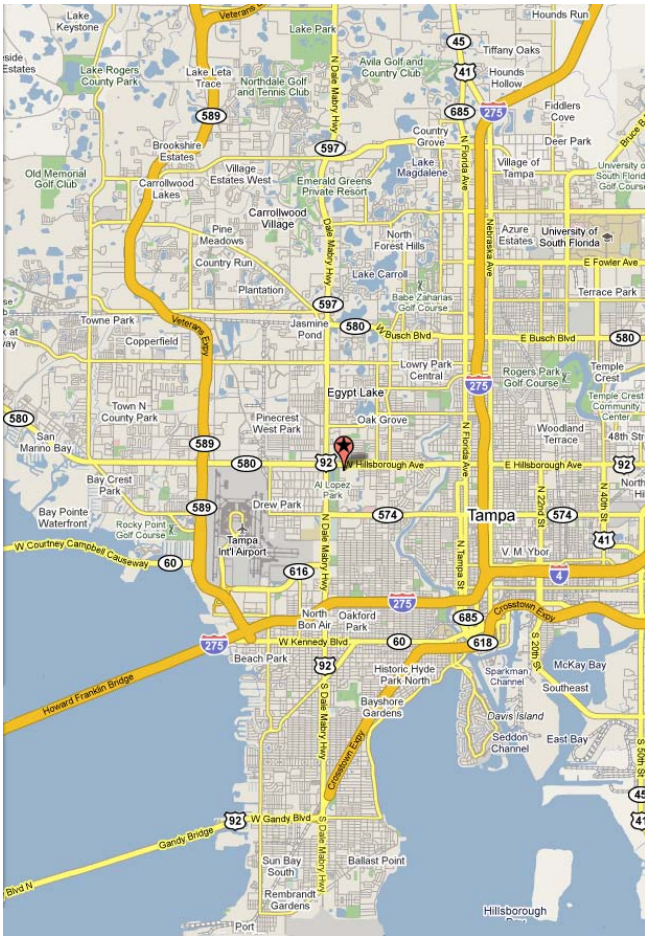 Lake
Keystone
Veterans E
Lake Park
Hounds Run
45
41
Tiffany Oaks
Lake Rogers
County Park
Lake Leta
Trace
Northdale Golf
and Tennis Club
N Dale Mabry Hwy
Avila Golf and
Country Club
Hounds
Hollow
589
685
275
Fiddlers
Cove
Bruce B
Country
Grove
N Florida Ave
Deer Park
Brookshire
Estates
597
Old Memorial
Golf Club
Village
Estates West
Emerald Greens
Private Resort
Lake
Magdalene
Village of
Tampa
University of
South Florida
Golf Course
Carrollwood
Lakes
Carrollwood
Village
Dale Mabry Hwy
Nebraska Ave
Pine
Meadows
North
Forest Hills
Azure
Estates
University of
South Florida
Country Run
Lake Carroll
E Fowler Ave
Plantation
Babe Zaharias
Golf Course
Terrace Park
597
Towne Park
Veterans Expy
Jasmine
Pond
580
W Busch Blvd
E Busch Blvd
Copperfield
580
Lowry Park
Central
Rogers Park
Golf Course
Temple
Crest
275
Egypt Lake
Temple Crest
Community
Center
Town N
County Park
Pinecrest
West Park
Oak Grove
N Florida Ave
Woodland
Terrace
48th St
580
San
Marino Bay
589
580
92
W Hillsborough Ave
E Hillsborough Ave
92
Bay Crest
Park
Al Lopez
Park
N 22nd St
N 40th St
589
Drew Park
574
574
Bay Pointe
Waterfront
Rocky Point
Golf Course
Tampa
Int'l Airport
N Dale Mabry Hwy
Tampa
41
W Courtney Campbell Causeway
60
616
N Tampa St
V. M. Ybor
4
275
685
Crosstown Expy
North
Bon Air
Oakford
Park
275
W Kennedy Blvd
60
618
S 20th St
Beach Park
92
Historic Hyde
Park North
McKay Bay
Howard Franklin Bridge
Sparkman
Channel
Southeast
Bayshore
Gardens
Davis Island
S Dale Mabry Hwy
Seddon
Channel
East Bay
S 50th St
Crosstown Expy
45
92
W Gandy Blvd
41
Gandy Bridge
S Dale Mabry Hwy
Sun Bay
South
Ballast Point
Blvd N
Rembrandt
Gardens
Port
Hillsborough